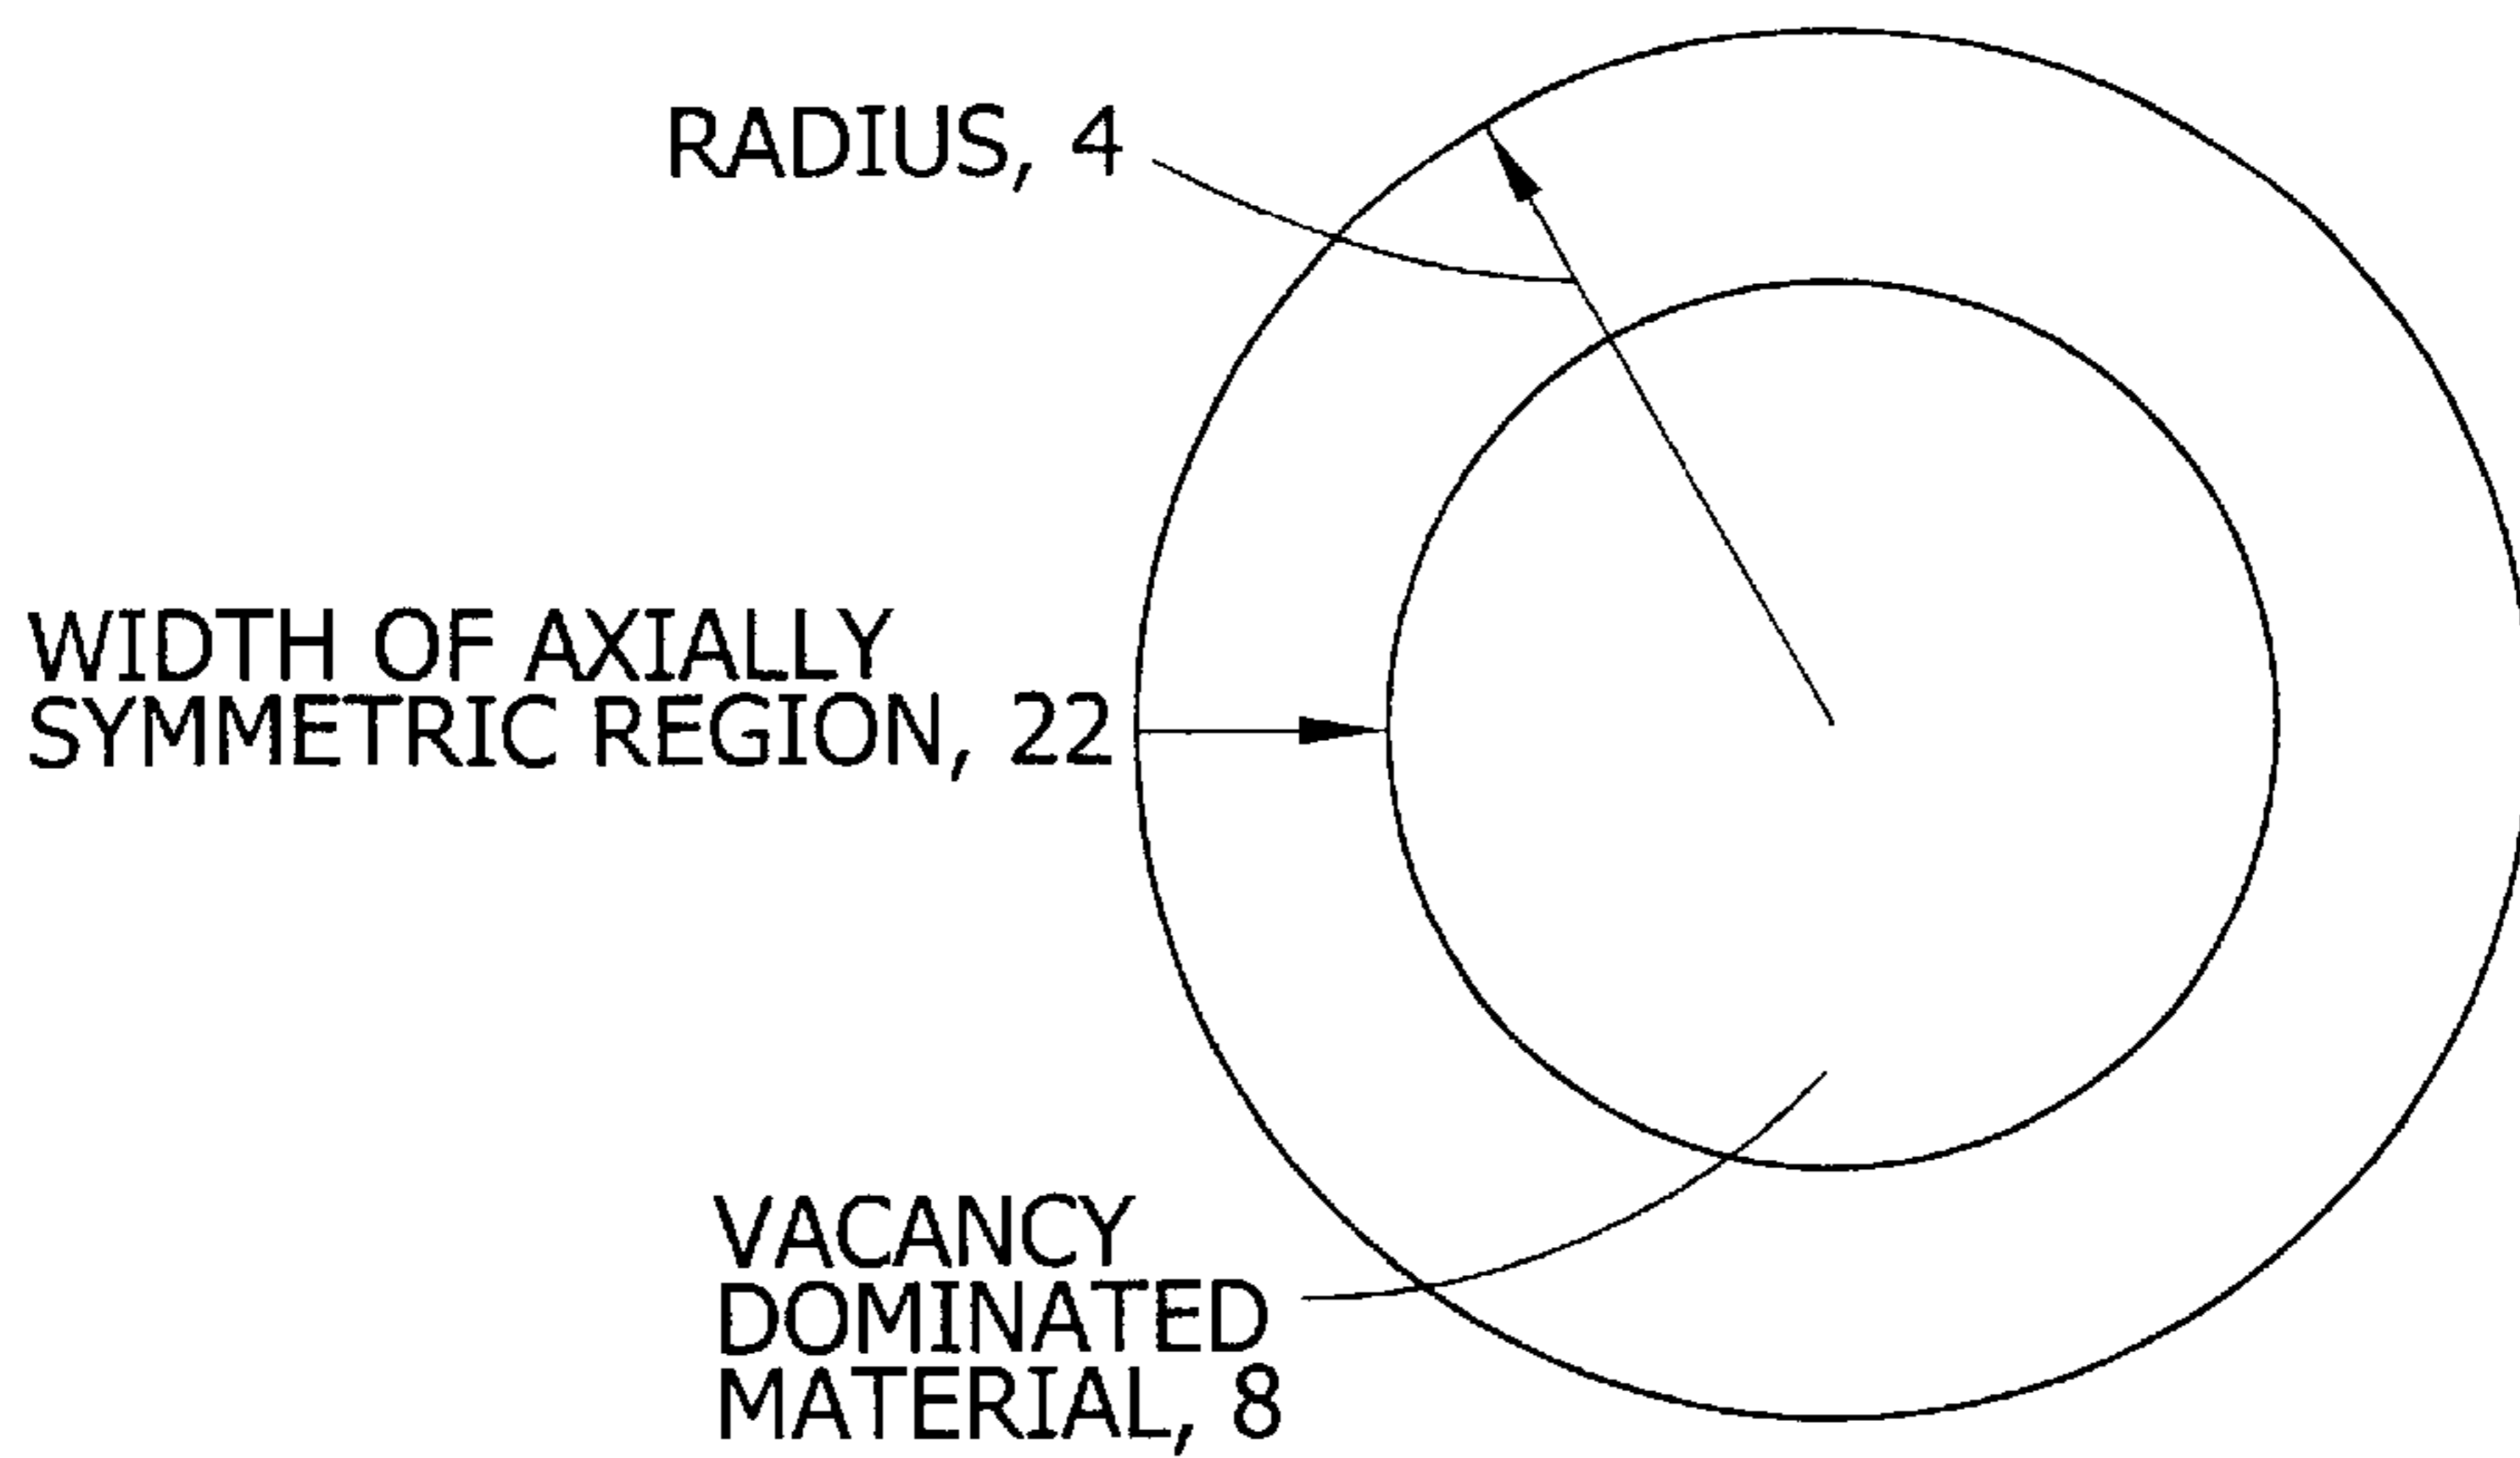 RADIUS, 4
WIDTH OF AXIALLY
SYMMETRIC REGION, 22
VACANCY
DOMINATED
MATERIAL, 8